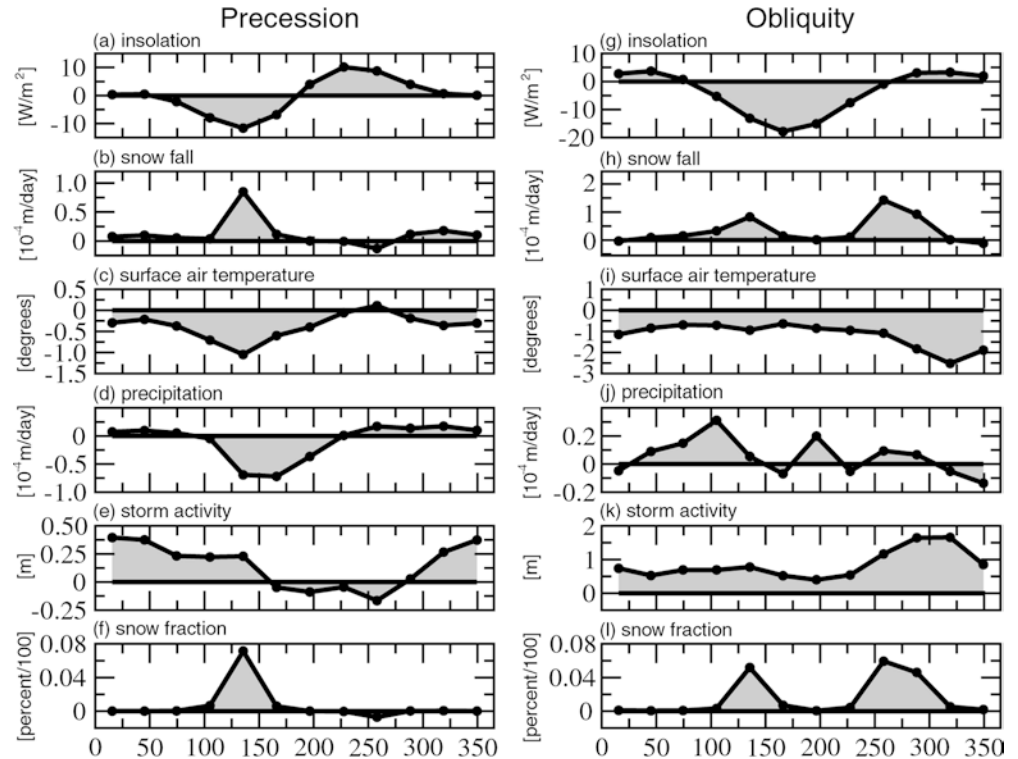 Precession
(a) insolation
[W/m²]
10
0
-10
(b) snow fall
[10⁻⁴m/day]
1.0
0.5
0
(c) surface air temperature
[degrees]
0.5
0
-0.5
-1.0
-1.5
(d) precipitation
[10⁻⁴m/day]
0
-0.5
-1.0
(e) storm activity
[m]
0.50
0.25
0
-0.25
(f) snow fraction
[percent/100]
0.08
0.04
0
0 50 100 150 200 250 300 350
Obliquity
(g) insolation
[W/m²]
10
0
-10
-20
(h) snow fall
[10⁻⁴m/day]
2
1
0
(i) surface air temperature
[degrees]
1
0
-1
-2
-3
(j) precipitation
[10⁻⁴m/day]
0.2
0
-0.2
(k) storm activity
[m]
2
1
0
(l) snow fraction
[percent/100]
0.08
0.04
0
0 50 100 150 200 250 300 350